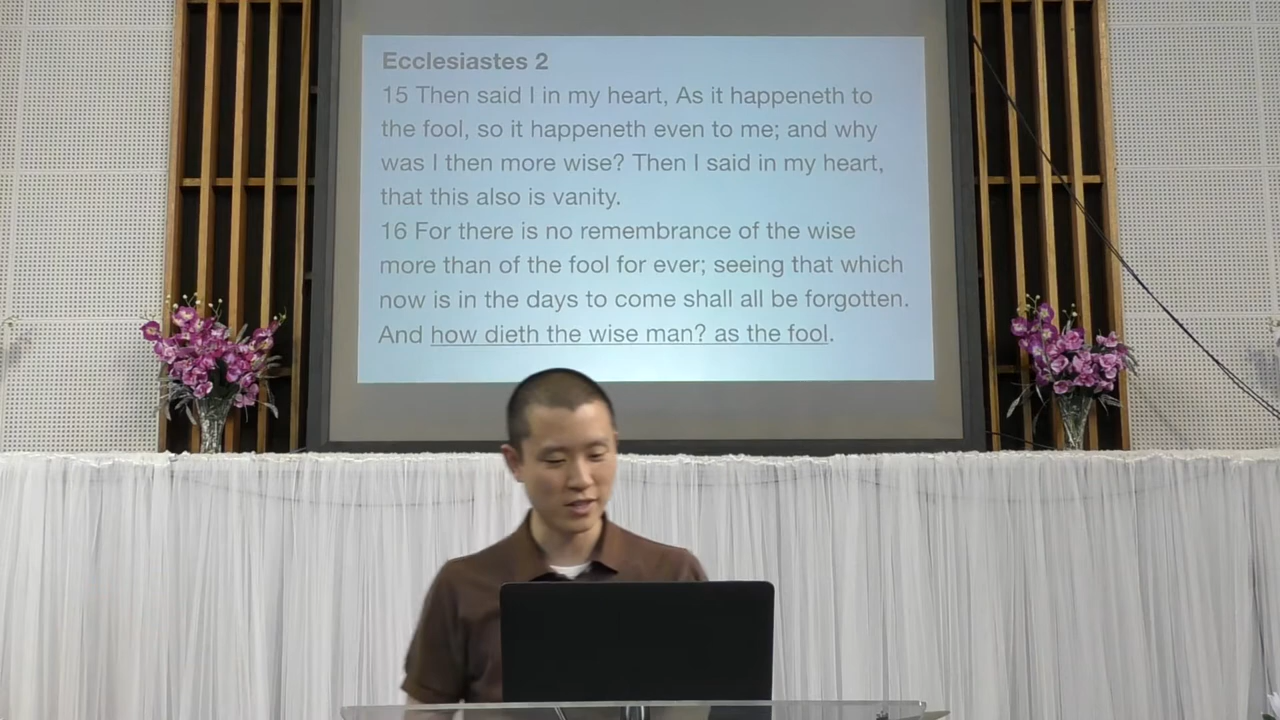 Ecclesiastes 2
15 Then said I in my heart, As it happeneth to
the fool, so it happeneth even to me; and why
was I then more wise? Then I said in my heart,
that this also is vanity.
16 For there is no remembrance of the wise
more than of the fool for ever; seeing that which
now is in the days to come shall all be forgotten.
And how dieth the wise man? as the fool.